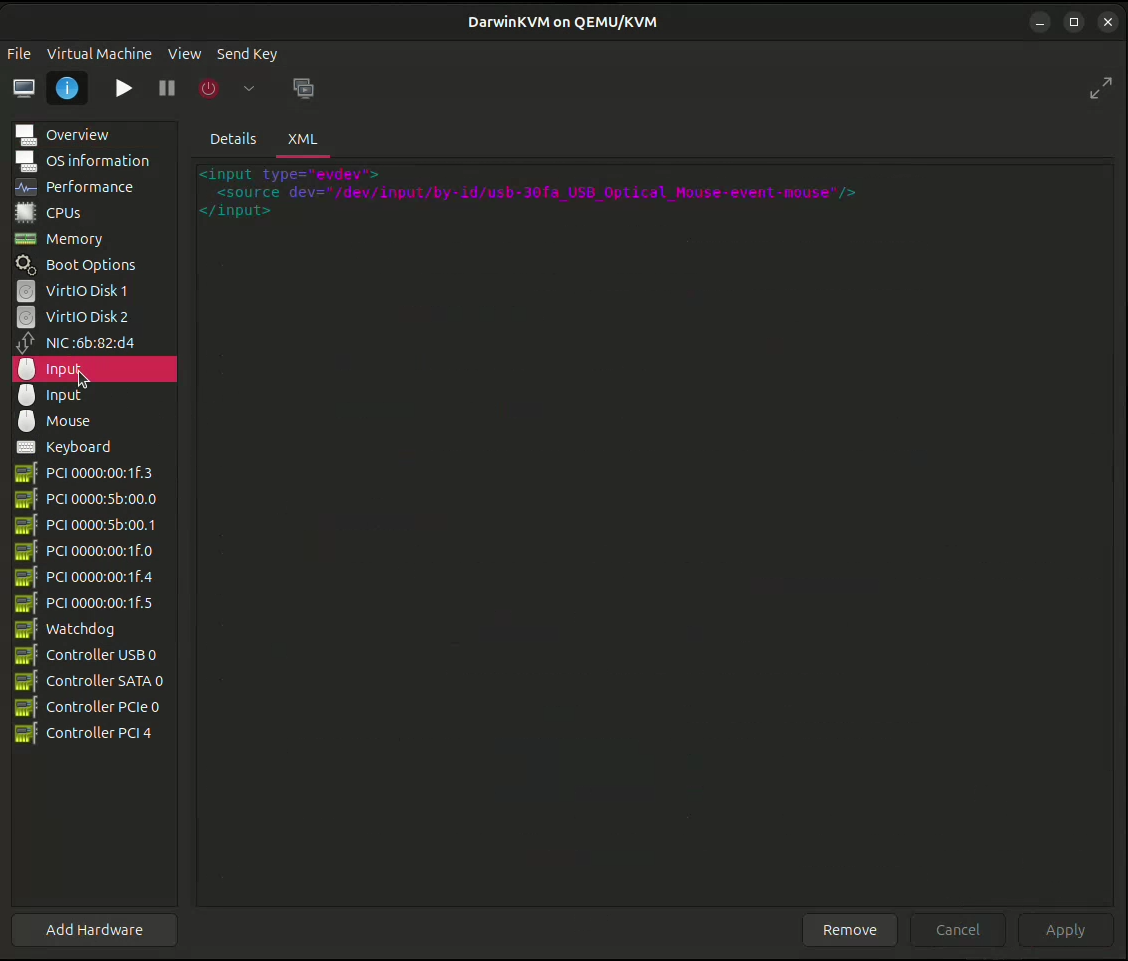 DarwinKVM on QEMU/KVM
File Virtual Machine View Send Key
Overview
OS information
Performance
CPUs
Memory
Boot Options
VirtIO Disk 1
VirtIO Disk 2
NIC :6b:82:d4
Input
Input
Mouse
Keyboard
PCI 0000:00:1f.3
PCI 0000:5b:00.0
PCI 0000:5b:00.1
PCI 0000:00:1f.0
PCI 0000:00:1f.4
PCI 0000:00:1f.5
Watchdog
Controller USB 0
Controller SATA 0
Controller PCIe 0
Controller PCI 4
Add Hardware
Details XML
<input type="evdev">
  <source dev="/dev/input/by-id/usb-30fa_USB_Optical_Mouse-event-mouse"/>
</input>
Remove Cancel Apply